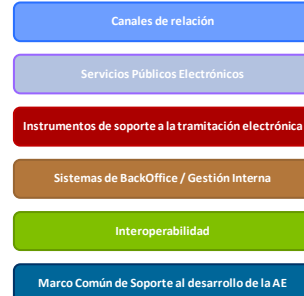 Canales de relación
Servicios Públicos Electrónicos
Instrumentos de soporte a la tramitación electrónica
Sistemas de BackOffice / Gestión Interna
Interoperabilidad
Marco Común de Soporte al desarrollo de la AE